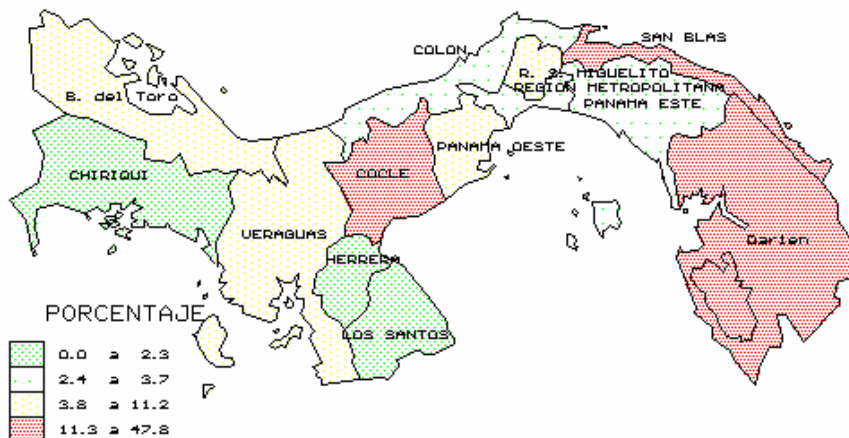 COLON
SAN BLAS
R. S. MIGUELITO
REGION METROPOLITANA
PANAMA ESTE
B. del Toro
PANAMA OESTE
CHIRIQUI
COCLE
VERAGUAS
Darien
HERRERA
LOS SANTOS
PORCENTAJE
0.0 a 2.3
2.4 a 3.7
3.8 a 11.2
11.3 a 47.8